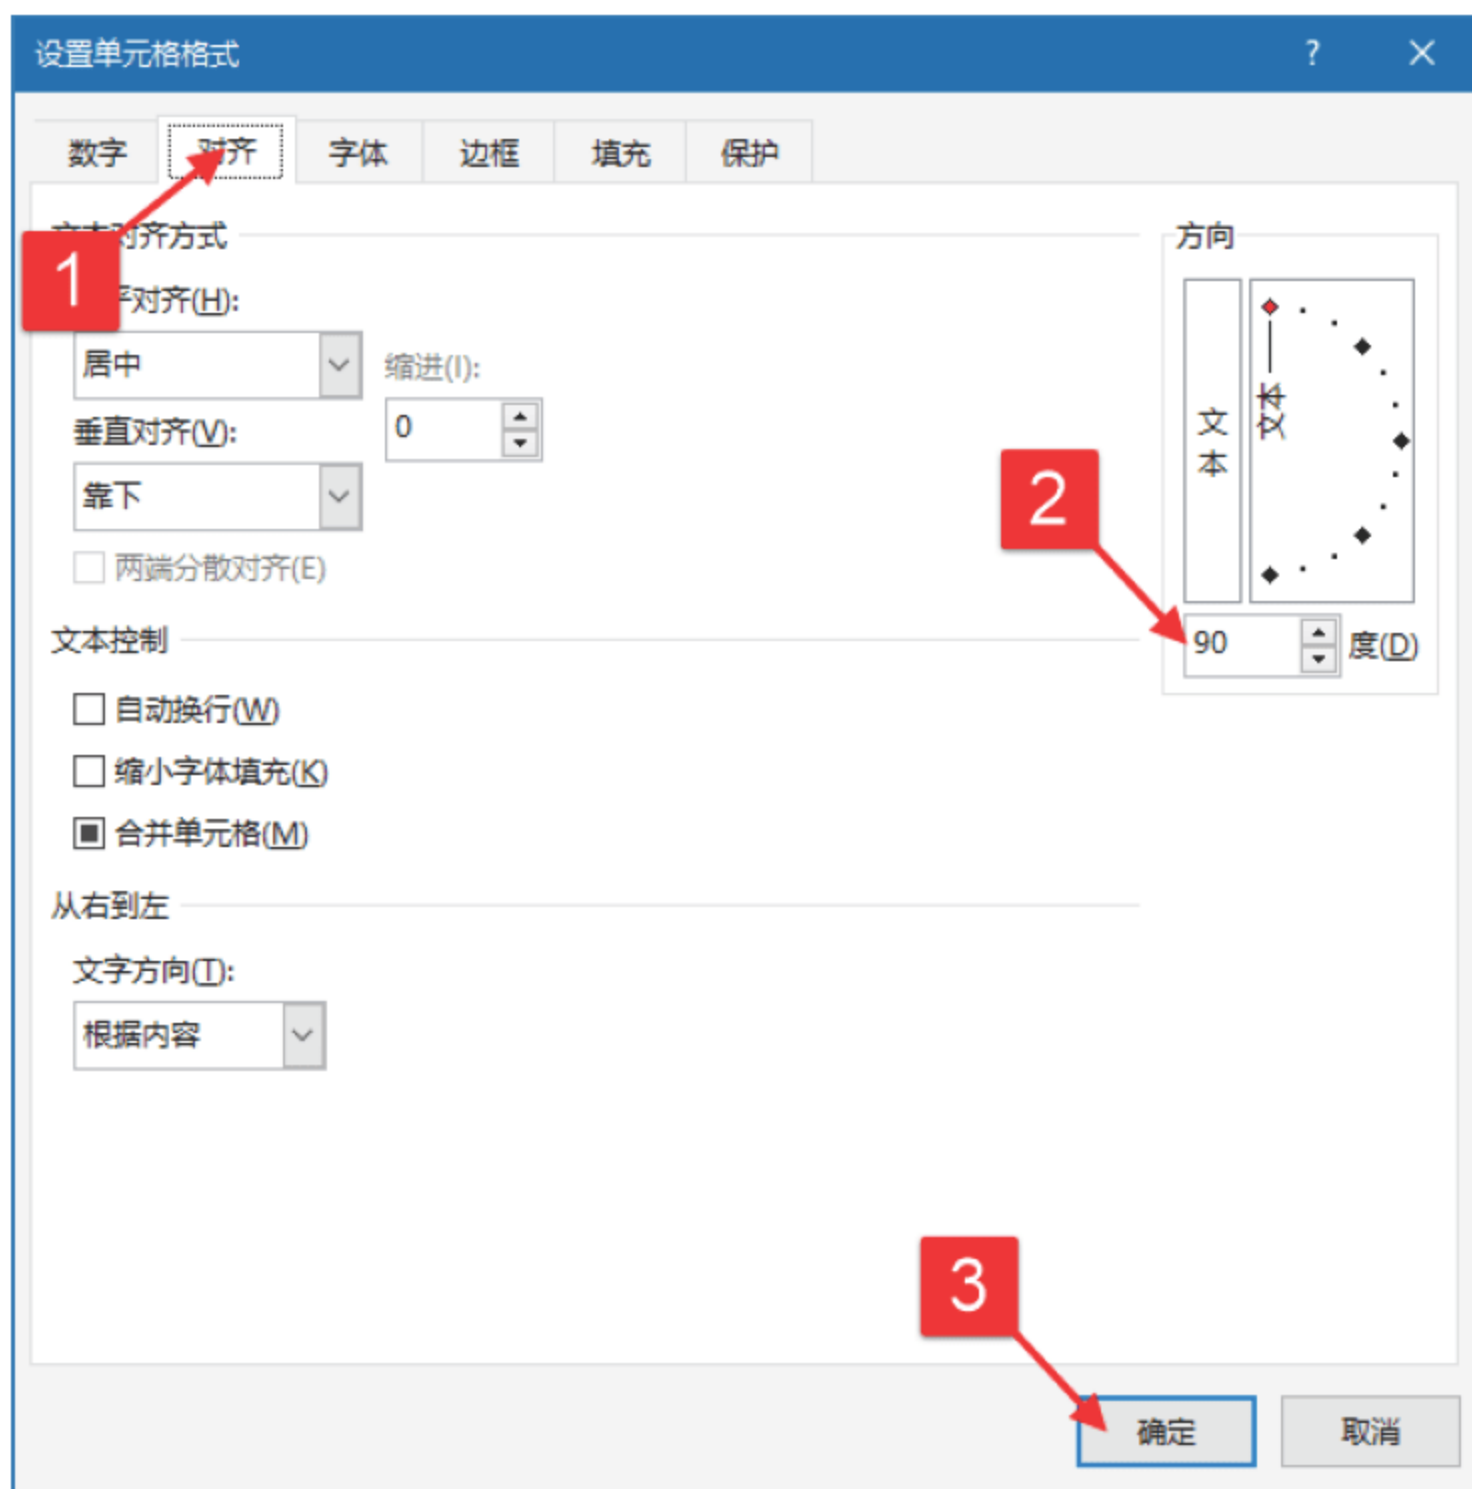 设置单元格格式
?
数字 对齐 字体 边框 填充 保护
1
对齐方式
方向
平对齐(H):
居中
缩进(I):
0
垂直对齐(V):
靠下
文本
文本
2
两端分散对齐(E)
90 度(D)
文本控制
自动换行(W)
缩小字体填充(K)
合并单元格(M)
从右到左
文字方向(T):
根据内容
3
确定 取消